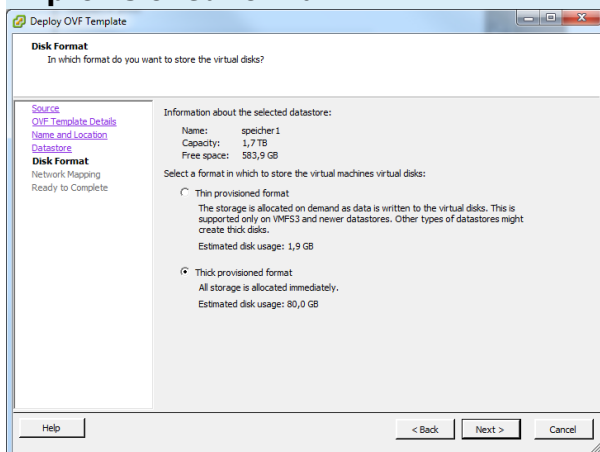 Deploy OVF Template
Disk Format
In which format do you want to store the virtual disks?
Source
OVF Template Details
Name and Location
Datastore
Disk Format
Network Mapping
Ready to Complete
Information about the selected datastore:
Name: speicher1
Capacity: 1,7 TB
Free space: 583,9 GB
Select a format in which to store the virtual machines virtual disks:
Thin provisioned format
The storage is allocated on demand as data is written to the virtual disks. This is
supported only on VMFS3 and newer datastores. Other types of datastores might
create thick disks.
Estimated disk usage: 1,9 GB
Thick provisioned format
All storage is allocated immediately.
Estimated disk usage: 80,0 GB
Help
< Back
Next >
Cancel